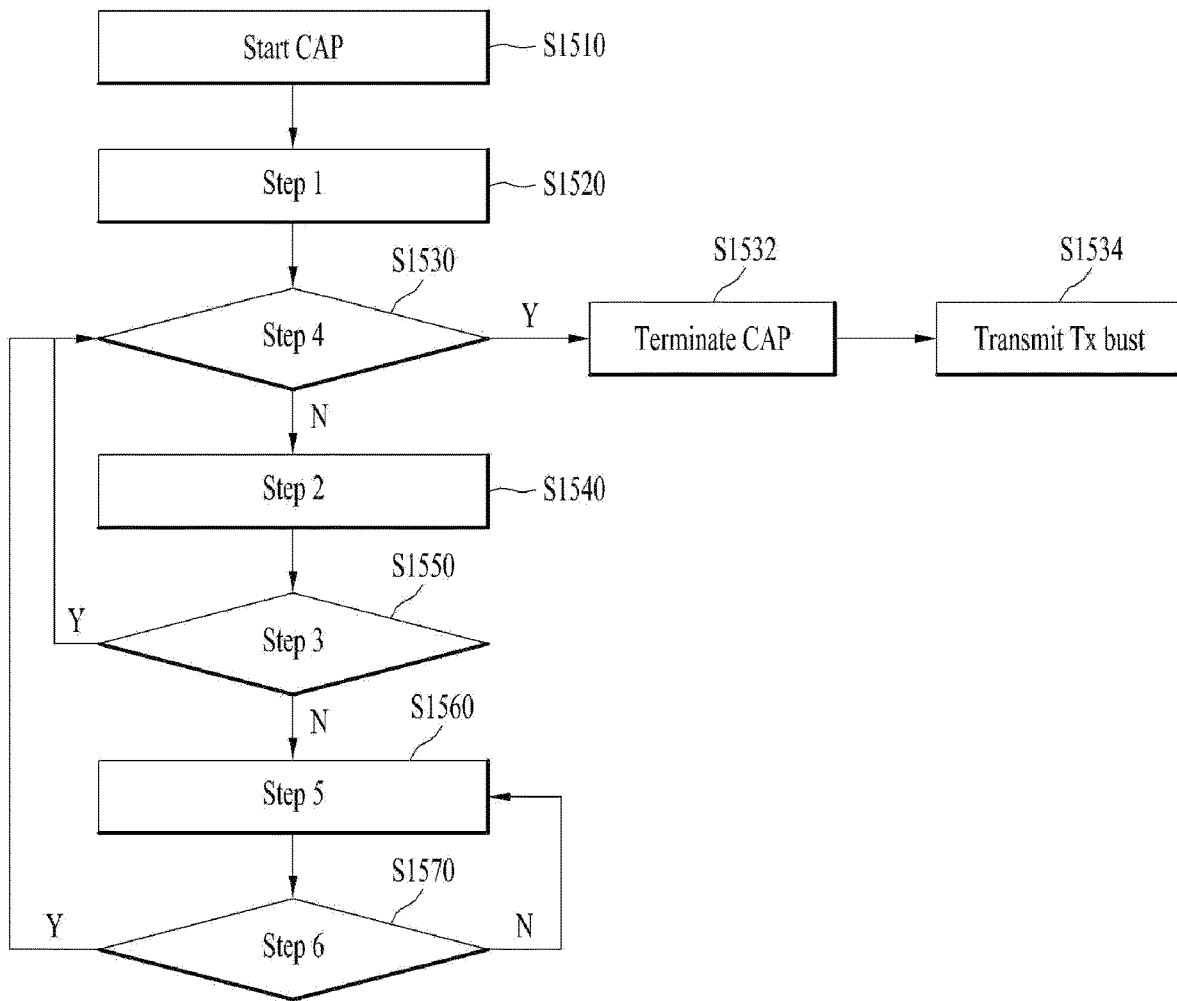 Start CAP
S1510
Step 1
S1520
S1530
Step 4
Y
S1532
Terminate CAP
S1534
Transmit Tx bust
N
Step 2
S1540
S1550
Step 3
Y
N
S1560
Step 5
S1570
Step 6
Y
N